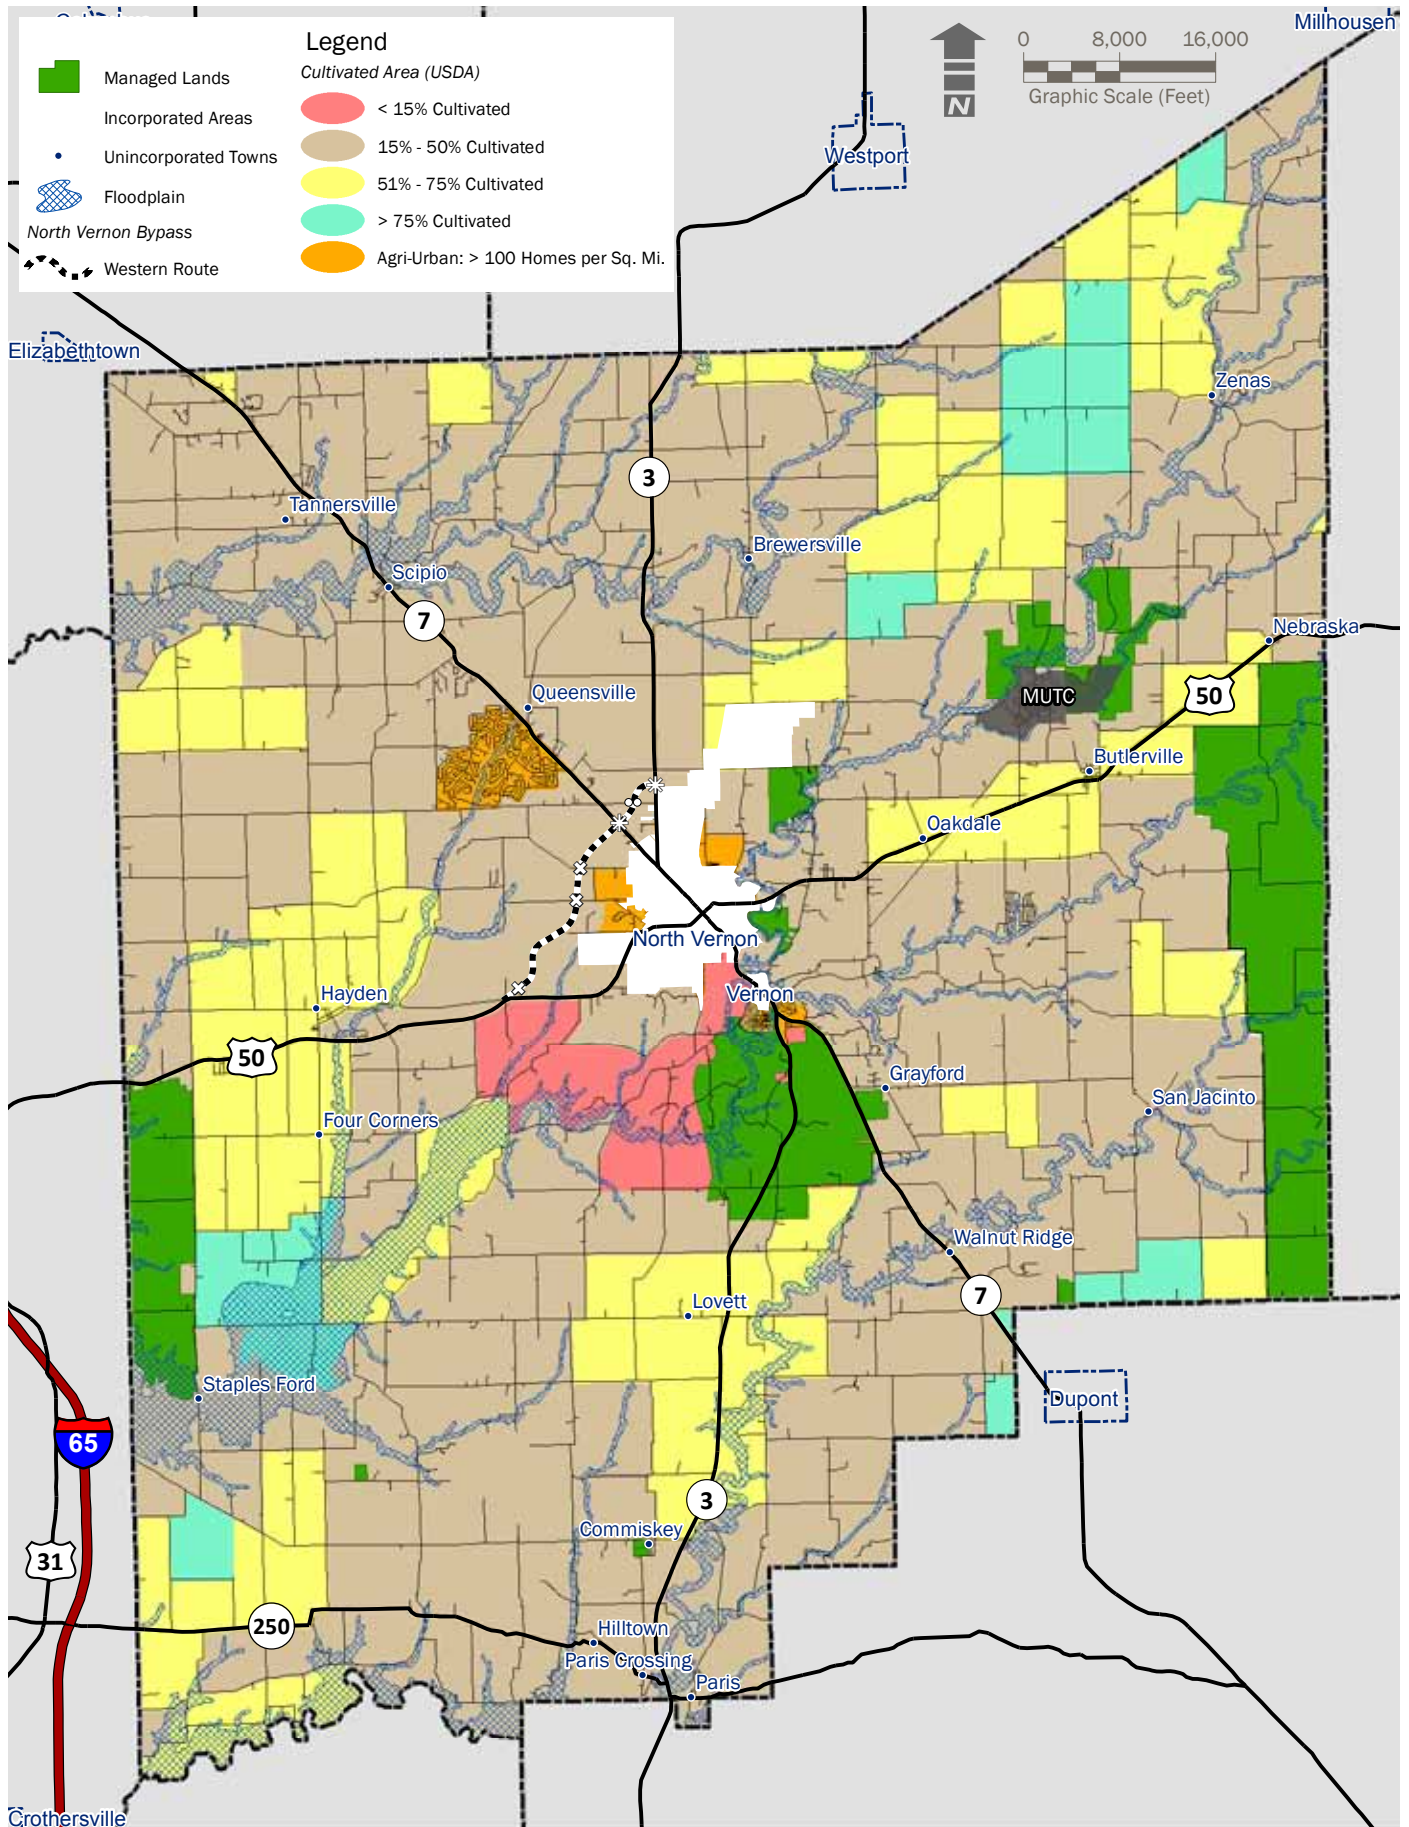 Millhousen
Legend
Managed Lands
Incorporated Areas
Unincorporated Towns
Floodplain
North Vernon Bypass
Western Route
Cultivated Area (USDA)
< 15% Cultivated
15% - 50% Cultivated
51% - 75% Cultivated
> 75% Cultivated
Agri-Urban: > 100 Homes per Sq. Mi.
N
0 8,000 16,000
Graphic Scale (Feet)
Westport
Elizabethtown
Zenas
3
Tannersville
Brewersville
Scipio
7
Nebraska
Queensville
MUTC
50
Butlerville
Oakdale
North Vernon
Hayden
Vernon
50
Grayford
San Jacinto
Four Corners
Walnut Ridge
7
Lovett
Staples Ford
Dupont
65
3
Commiskey
31
250
Hilltown
Paris Crossing
Paris
Crothersville